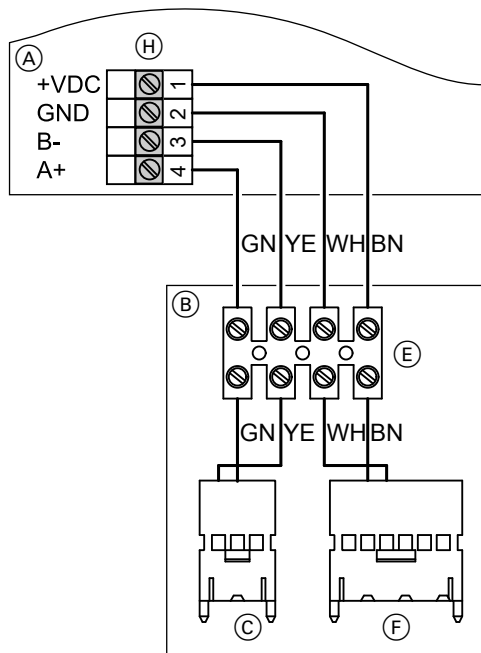 A
H
+VDC 1
GND 2
B- 3
A+ 4
GN YE WH BN
B
E
GN YE WH BN
C
F